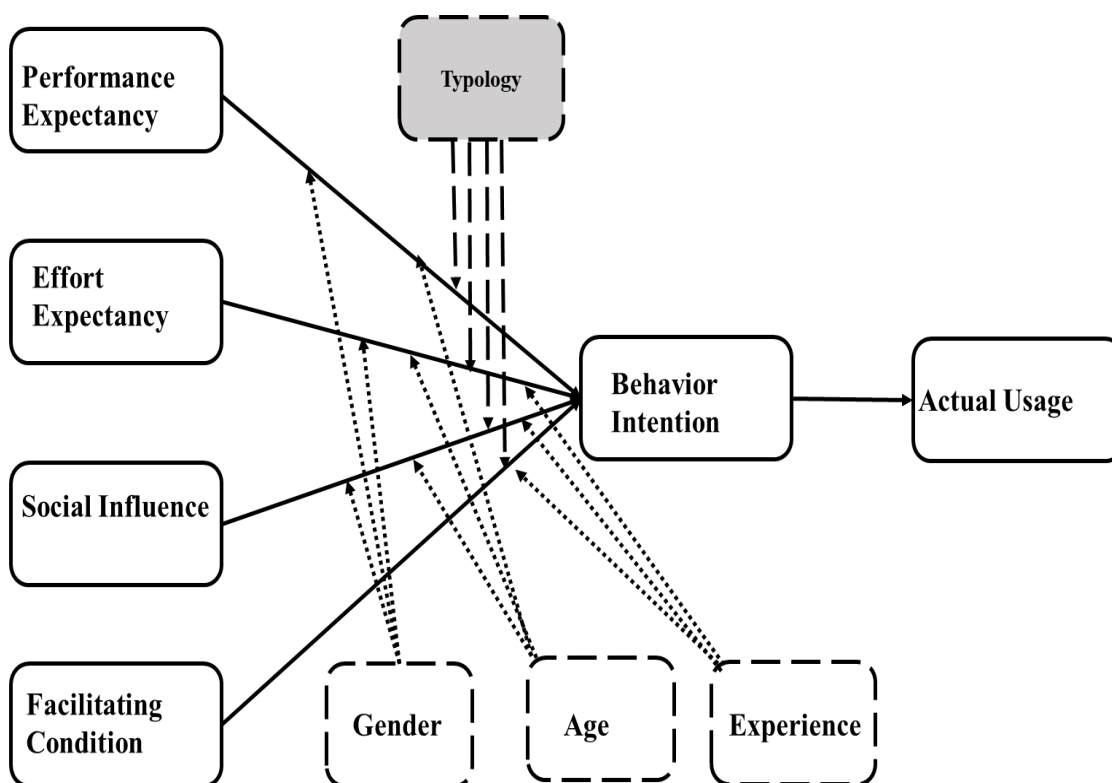 Performance
Expectancy
Typology
Effort
Expectancy
Behavior
Intention
Actual Usage
Social Influence
Facilitating
Condition
Gender
Age
Experience